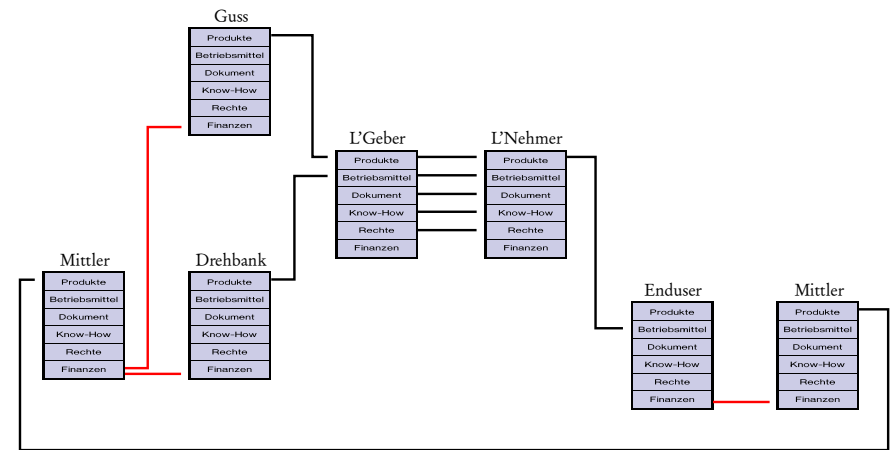 Guss
Produkte
Betriebsmittel
Dokument
Know-How
Rechte
Finanzen
L'Geber
Produkte
Betriebsmittel
Dokument
Know-How
Rechte
Finanzen
L'Nehmer
Produkte
Betriebsmittel
Dokument
Know-How
Rechte
Finanzen
Mittler
Produkte
Betriebsmittel
Dokument
Know-How
Rechte
Finanzen
Drehbank
Produkte
Betriebsmittel
Dokument
Know-How
Rechte
Finanzen
Enduser
Produkte
Betriebsmittel
Dokument
Know-How
Rechte
Finanzen
Mittler
Produkte
Betriebsmittel
Dokument
Know-How
Rechte
Finanzen